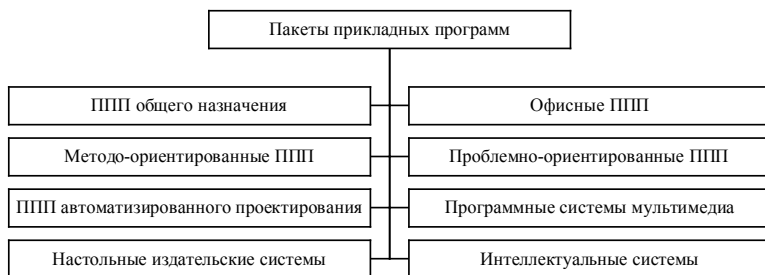 Пакеты прикладных программ
ППП общего назначения
Офисные ППП
Методо-ориентированные ППП
Проблемно-ориентированные ППП
ППП автоматизированного проектирования
Программные системы мультимедиа
Настольные издательские системы
Интеллектуальные системы